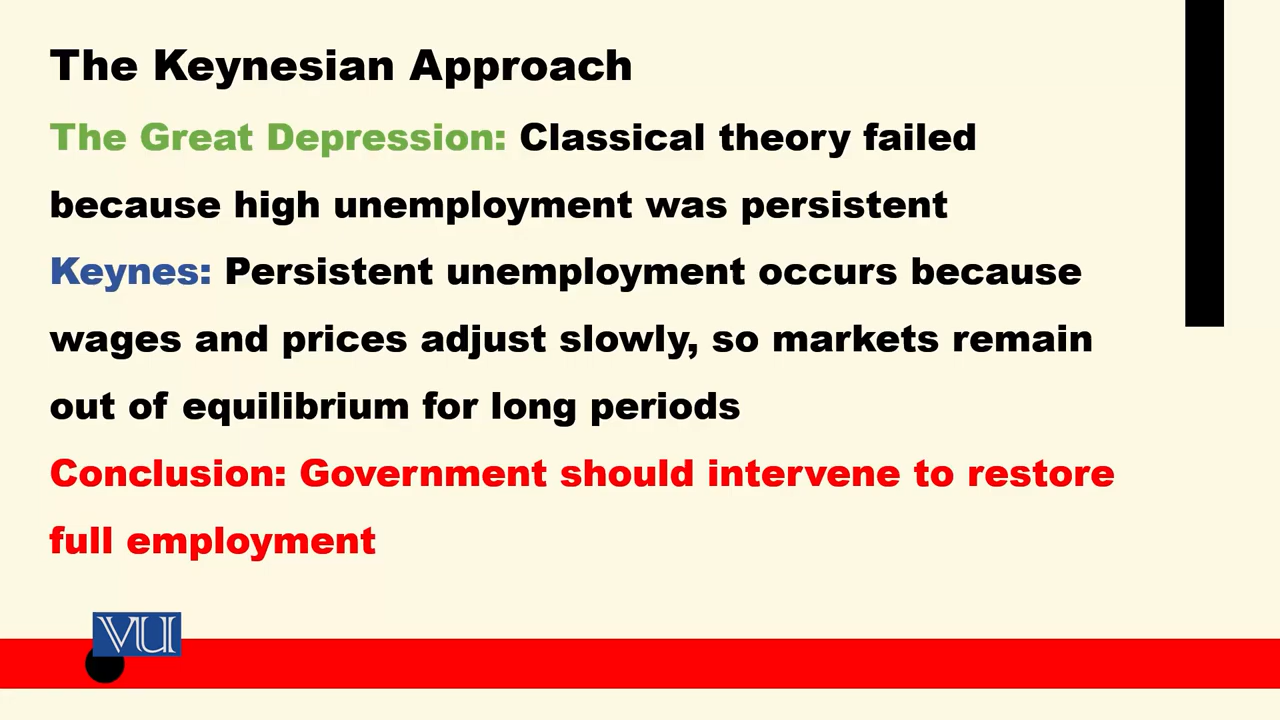 The Keynesian Approach
The Great Depression: Classical theory failed
because high unemployment was persistent
Keynes: Persistent unemployment occurs because
wages and prices adjust slowly, so markets remain
out of equilibrium for long periods
Conclusion: Government should intervene to restore
full employment
VU